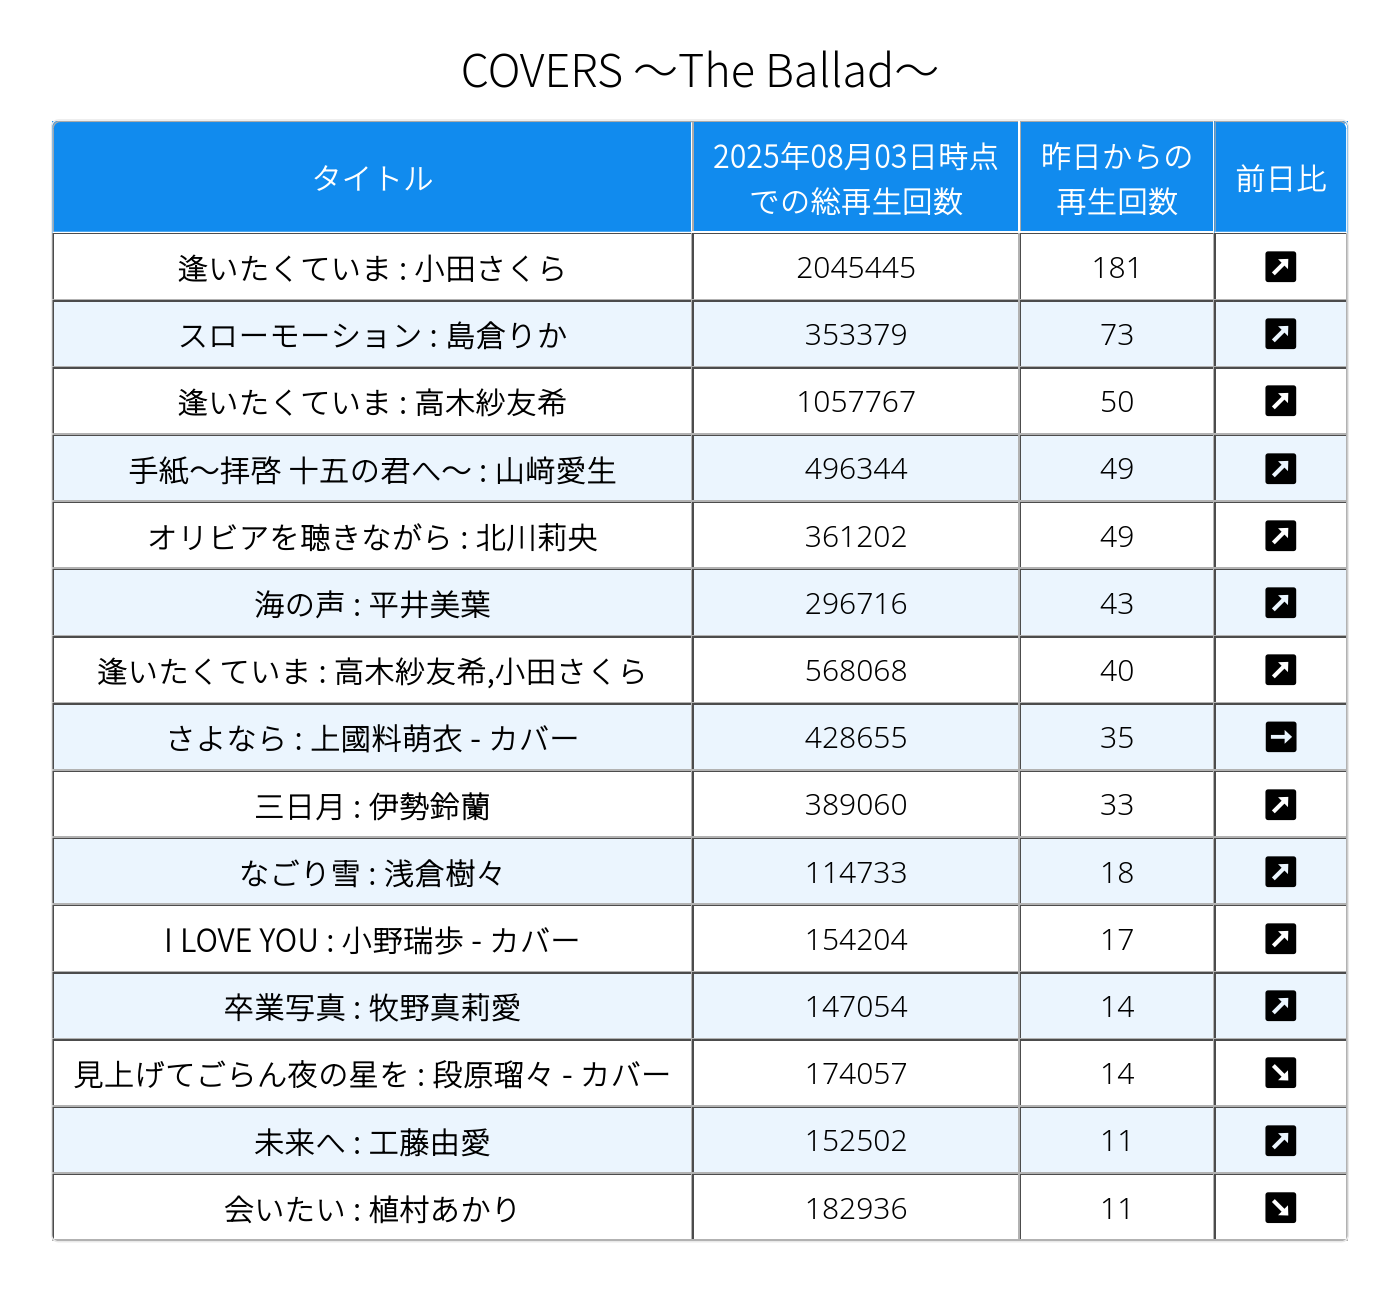 COVERS ～The Ballad～
タイトル
2025年08月03日時点
での総再生回数
昨日からの
再生回数
前日比
逢いたくていま : 小田さくら 2045445 181
スローモーション : 島倉りか 353379 73
逢いたくていま : 高木紗友希 1057767 50
手紙～拝啓 十五の君へ～ : 山﨑愛生 496344 49
オリビアを聴きながら : 北川莉央 361202 49
海の声 : 平井美葉 296716 43
逢いたくていま : 高木紗友希,小田さくら 568068 40
さよなら : 上國料萌衣 - カバー 428655 35
三日月 : 伊勢鈴蘭 389060 33
なごり雪 : 浅倉樹々 114733 18
I LOVE YOU : 小野瑞歩 - カバー 154204 17
卒業写真 : 牧野真莉愛 147054 14
見上げてごらん夜の星を : 段原瑠々 - カバー 174057 14
未来へ : 工藤由愛 152502 11
会いたい : 植村あかり 182936 11